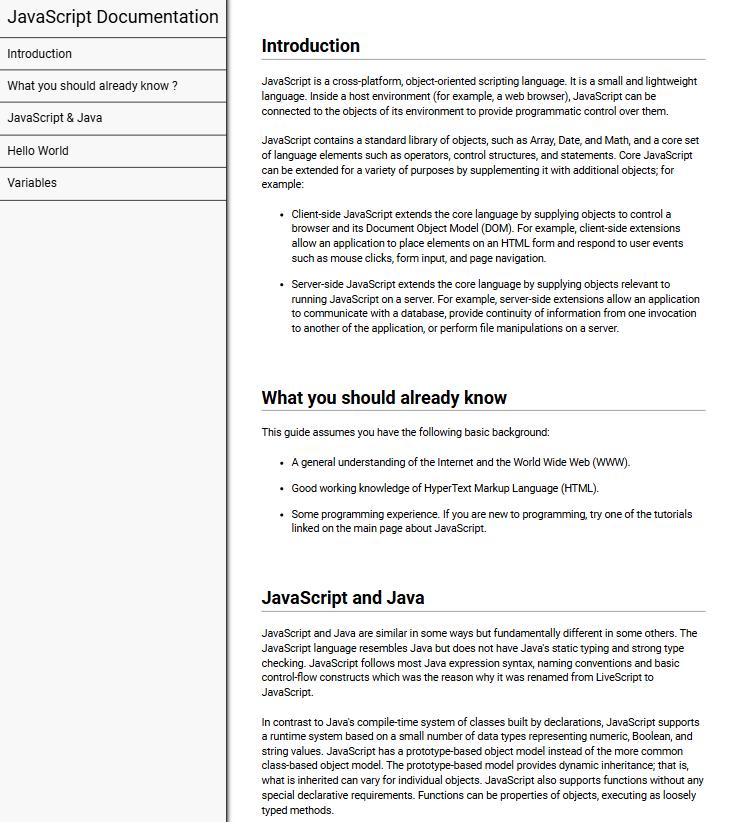 JavaScript Documentation
Introduction
What you should already know ?
JavaScript & Java
Hello World
Variables
Introduction
JavaScript is a cross-platform, object-oriented scripting language. It is a small and lightweight
language. Inside a host environment (for example, a web browser), JavaScript can be
connected to the objects of its environment to provide programmatic control over them.
JavaScript contains a standard library of objects, such as Array, Date, and Math, and a core set
of language elements such as operators, control structures, and statements. Core JavaScript
can be extended for a variety of purposes by supplementing it with additional objects; for
example:
• Client-side JavaScript extends the core language by supplying objects to control a
browser and its Document Object Model (DOM). For example, client-side extensions
allow an application to place elements on an HTML form and respond to user events
such as mouse clicks, form input, and page navigation.
• Server-side JavaScript extends the core language by supplying objects relevant to
running JavaScript on a server. For example, server-side extensions allow an application
to communicate with a database, provide continuity of information from one invocation
to another of the application, or perform file manipulations on a server.
What you should already know
This guide assumes you have the following basic background:
• A general understanding of the Internet and the World Wide Web (WWW).
• Good working knowledge of HyperText Markup Language (HTML).
• Some programming experience. If you are new to programming, try one of the tutorials
linked on the main page about JavaScript.
JavaScript and Java
JavaScript and Java are similar in some ways but fundamentally different in some others. The
JavaScript language resembles Java but does not have Java's static typing and strong type
checking. JavaScript follows most Java expression syntax, naming conventions and basic
control-flow constructs which was the reason why it was renamed from LiveScript to
JavaScript.
In contrast to Java's compile-time system of classes built by declarations, JavaScript supports
a runtime system based on a small number of data types representing numeric, Boolean, and
string values. JavaScript has a prototype-based object model instead of the more common
class-based object model. The prototype-based model provides dynamic inheritance; that is,
what is inherited can vary for individual objects. JavaScript also supports functions without any
special declarative requirements. Functions can be properties of objects, executing as loosely
typed methods.